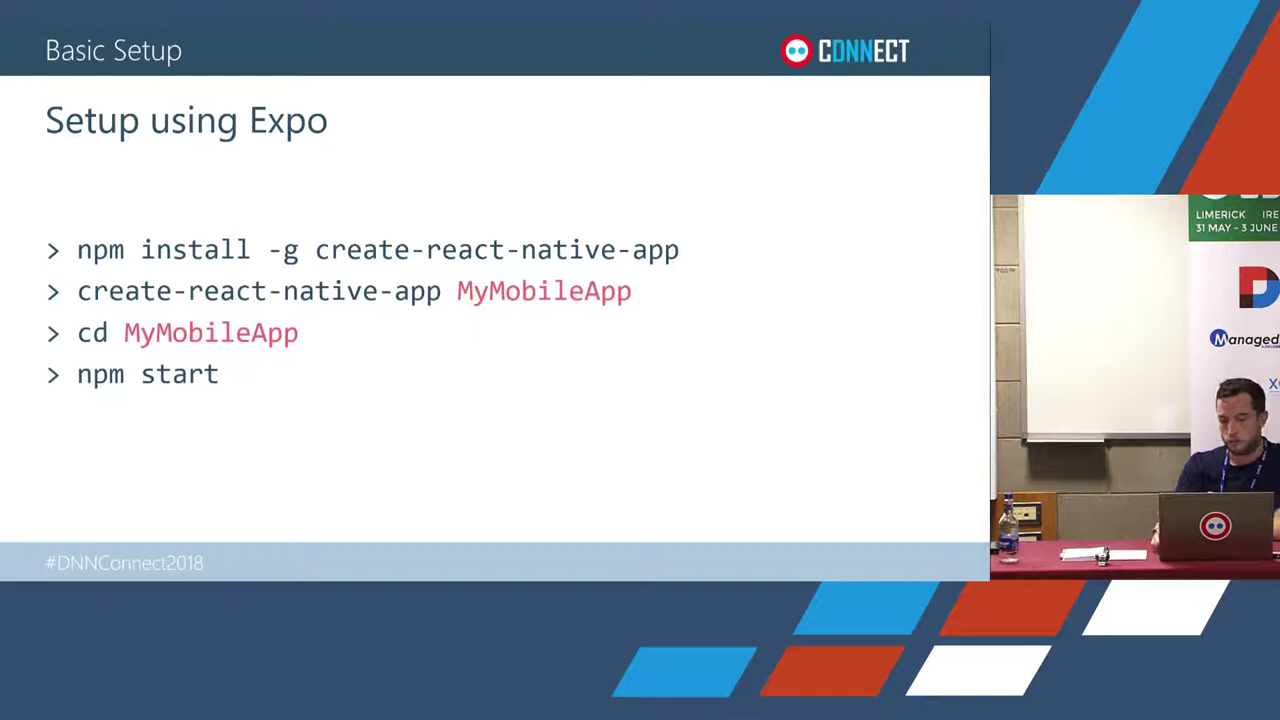 Basic Setup
CONNECT
Setup using Expo
> npm install -g create-react-native-app
> create-react-native-app MyMobileApp
> cd MyMobileApp
> npm start
#DNNConnect2018
LIMERICK IRE
31 MAY - 3 JUNE
Managed